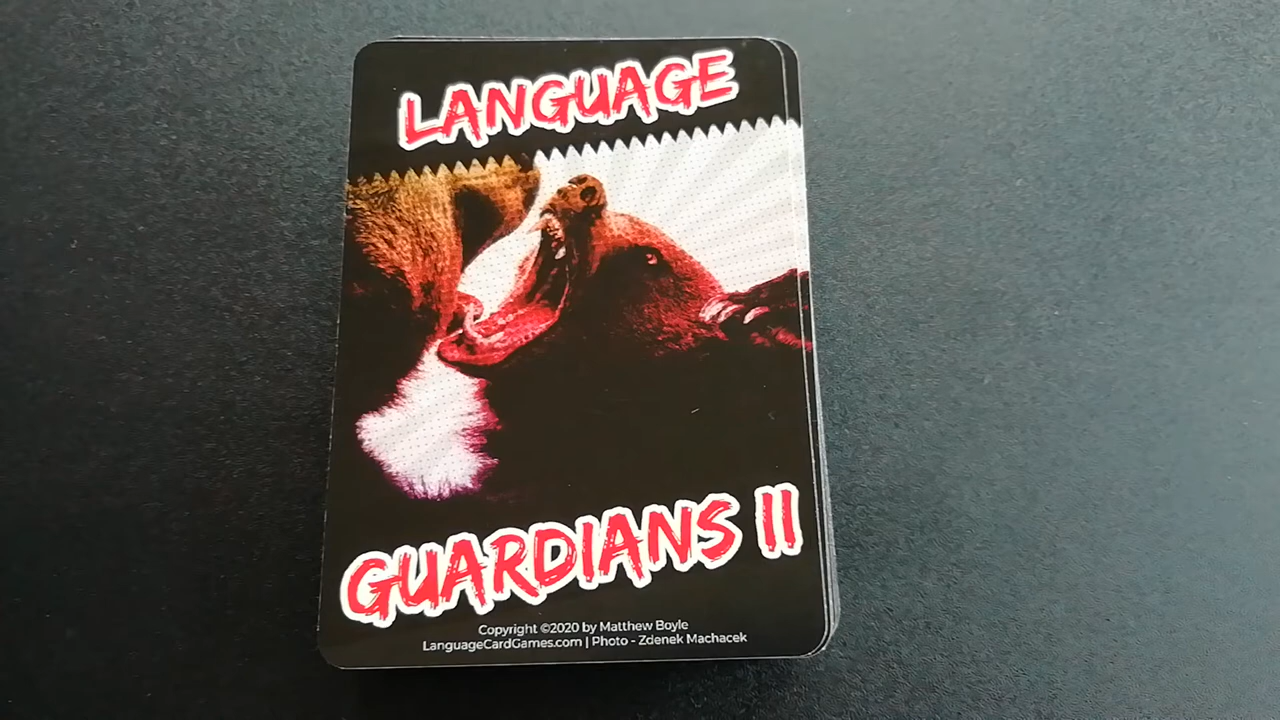 LANGUAGE
GUARDIANS II
Copyright ©2020 by Matthew Boyle
LanguageCardGames.com | Photo - Zdenek Machacek